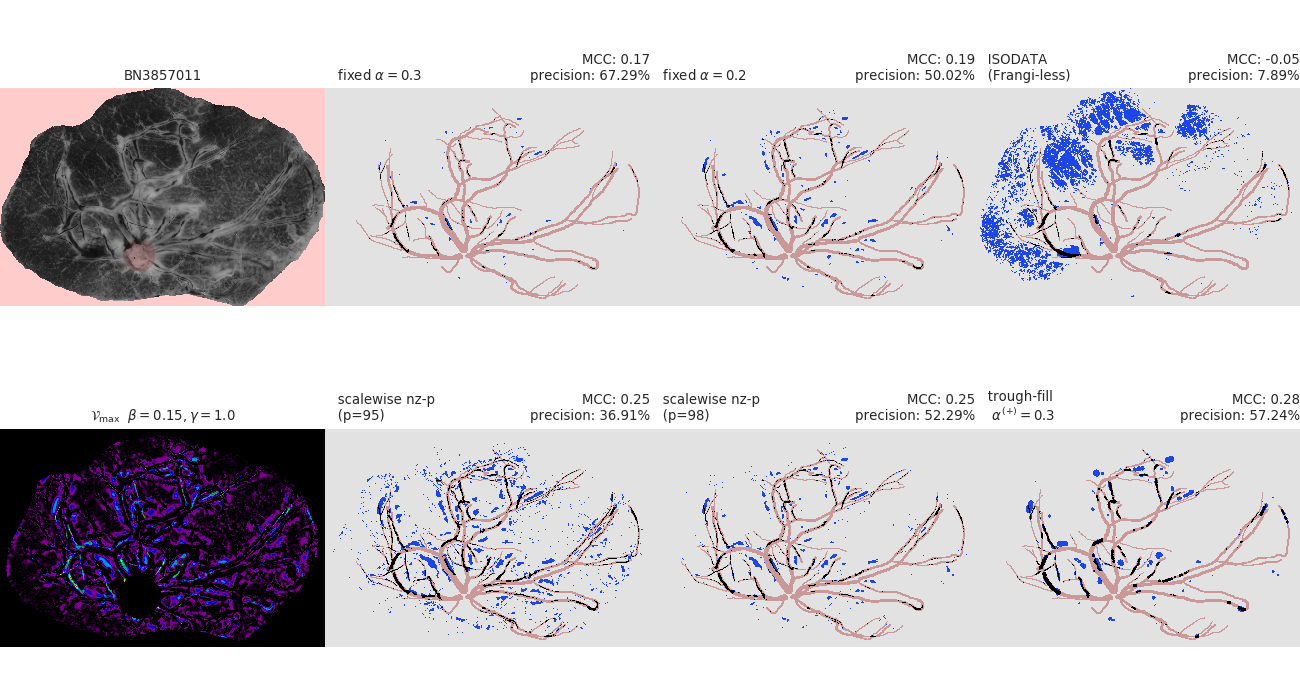 BN3857011
fixed α = 0.3
MCC: 0.17
precision: 67.29%
fixed α = 0.2
MCC: 0.19
precision: 50.02%
ISODATA
(Frangi-less)
MCC: -0.05
precision: 7.89%
𝒱max β = 0.15, γ = 1.0
scalewise nz-p
(p=95)
MCC: 0.25
precision: 36.91%
scalewise nz-p
(p=98)
MCC: 0.25
precision: 52.29%
trough-fill
α⁽⁺⁾ = 0.3
MCC: 0.28
precision: 57.24%